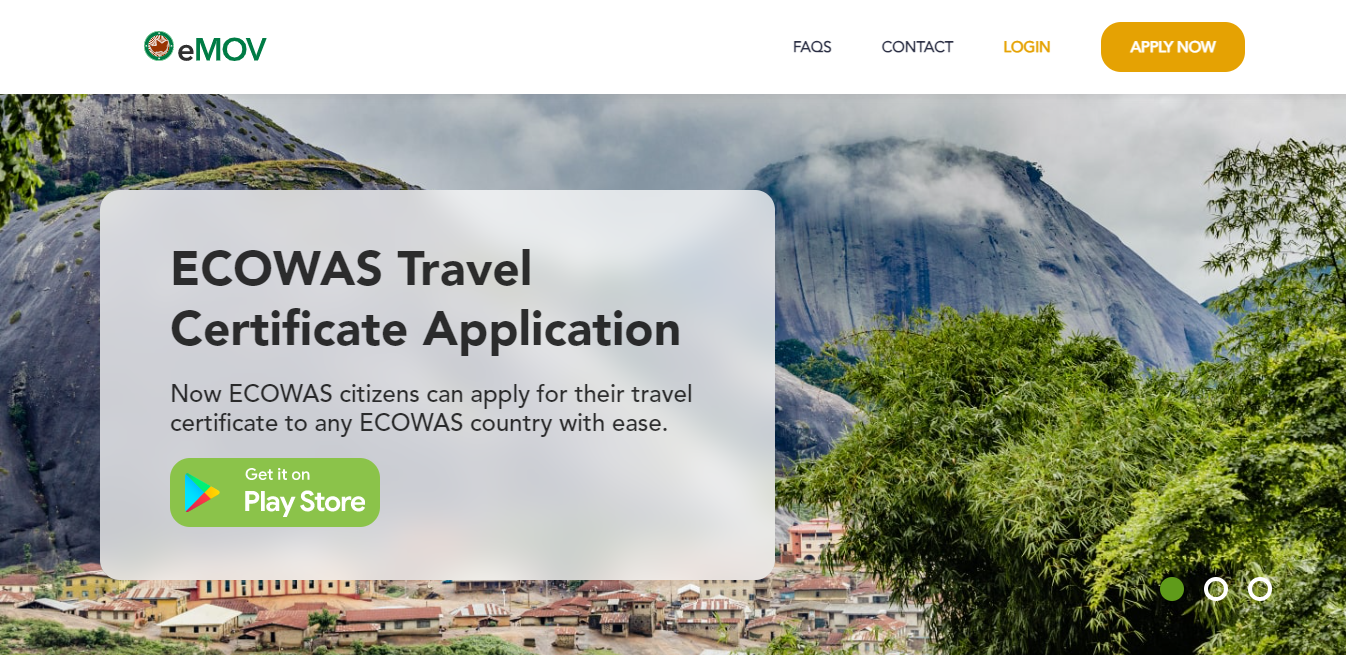 eMOV
FAQS
CONTACT
LOGIN
APPLY NOW
ECOWAS Travel
Certificate Application
Now ECOWAS citizens can apply for their travel
certificate to any ECOWAS country with ease.
Get it on
Play Store